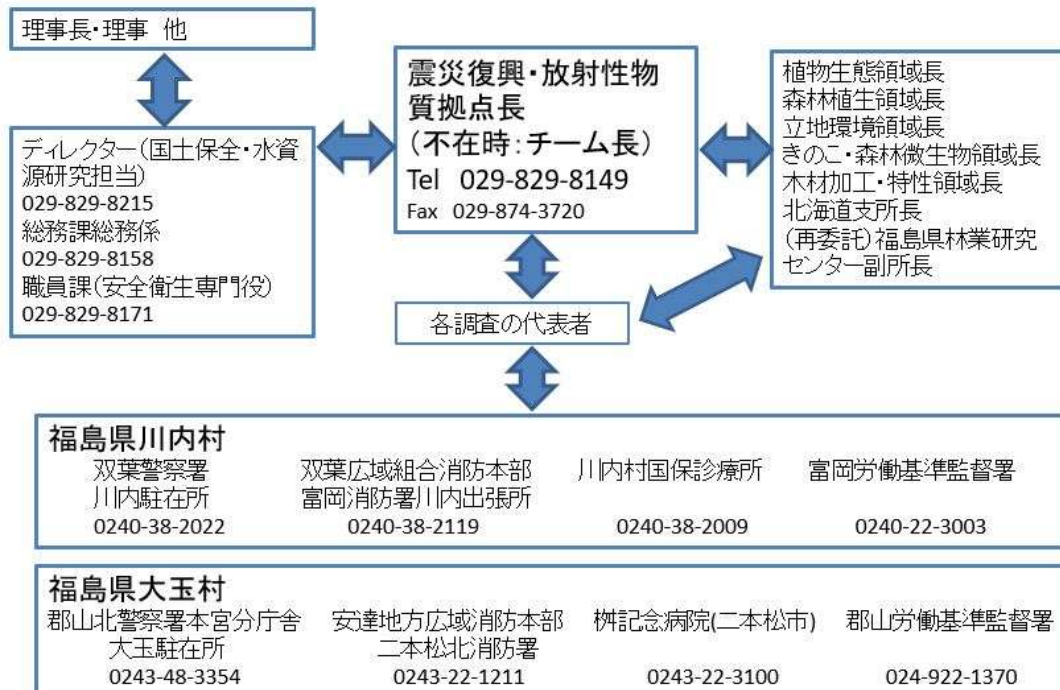 理事長・理事 他
震災復興・放射性物
質拠点長
(不在時:チーム長)
Tel 029-829-8149
Fax 029-874-3720
植物生態領域長
森林植生領域長
立地環境領域長
きのこ・森林微生物領域長
木材加工・特性領域長
北海道支所長
(再委託)福島県林業研究
センター副所長
ディレクター(国土保全・水資
源研究担当)
029-829-8215
総務課総務係
029-829-8158
職員課(安全衛生専門役)
029-829-8171
各調査の代表者
福島県川内村
双葉警察署
川内駐在所
0240-38-2022
双葉広域組合消防本部
富岡消防署川内出張所
0240-38-2119
川内村国保診療所
0240-38-2009
富岡労働基準監督署
0240-22-3003
福島県大玉村
郡山北警察署本宮分庁舎
大玉駐在所
0243-48-3354
安達地方広域消防本部
二本松北消防署
0243-22-1211
桝記念病院(二本松市)
0243-22-3100
郡山労働基準監督署
024-922-1370